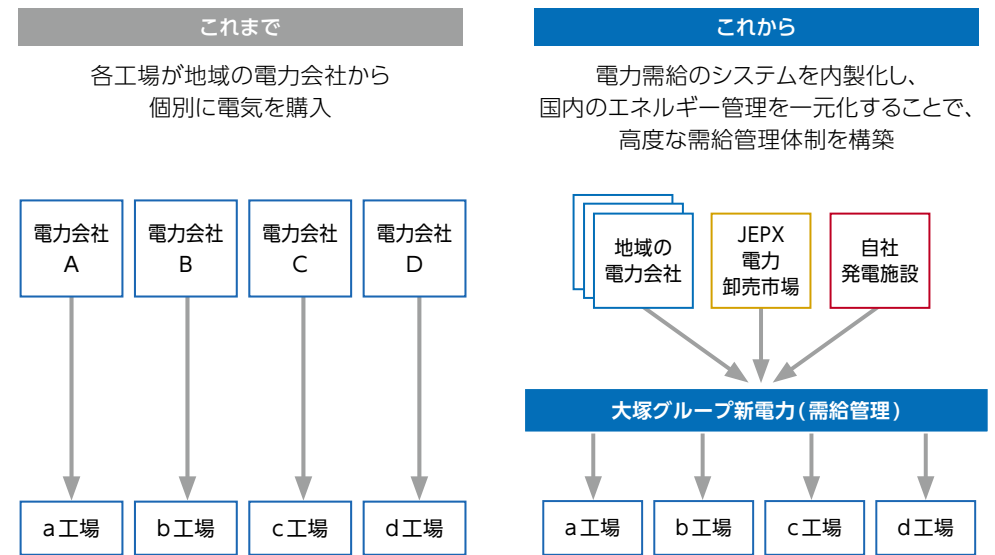 これまで
各工場が地域の電力会社から
個別に電気を購入
電力会社
A
電力会社
B
電力会社
C
電力会社
D
a工場
b工場
c工場
d工場
これから
電力需給のシステムを内製化し、
国内のエネルギー管理を一元化することで、
高度な需給管理体制を構築
地域の
電力会社
JEPX
電力
卸売市場
自社
発電施設
大塚グループ新電力(需給管理)
a工場
b工場
c工場
d工場